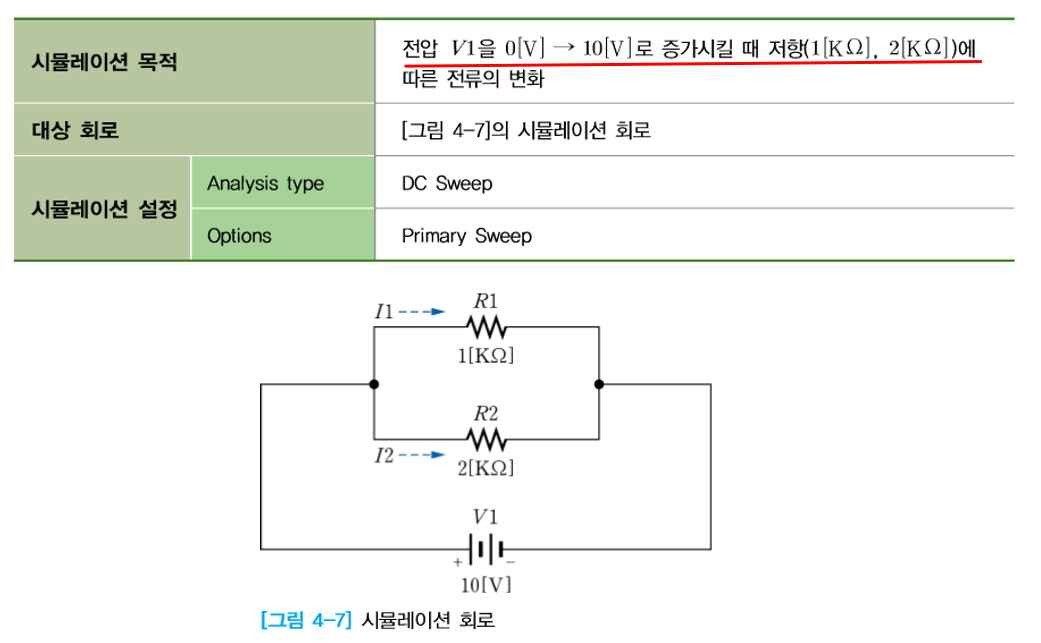 시뮬레이션 목적
전압 V1을 0[V] → 10[V]로 증가시킬 때 저항(1[KΩ], 2[KΩ])에
따른 전류의 변화
대상 회로
[그림 4-7]의 시뮬레이션 회로
시뮬레이션 설정
Analysis type
DC Sweep
Options
Primary Sweep
I1
R1
1[KΩ]
R2
I2
2[KΩ]
V1
+ −
10[V]
[그림 4-7] 시뮬레이션 회로